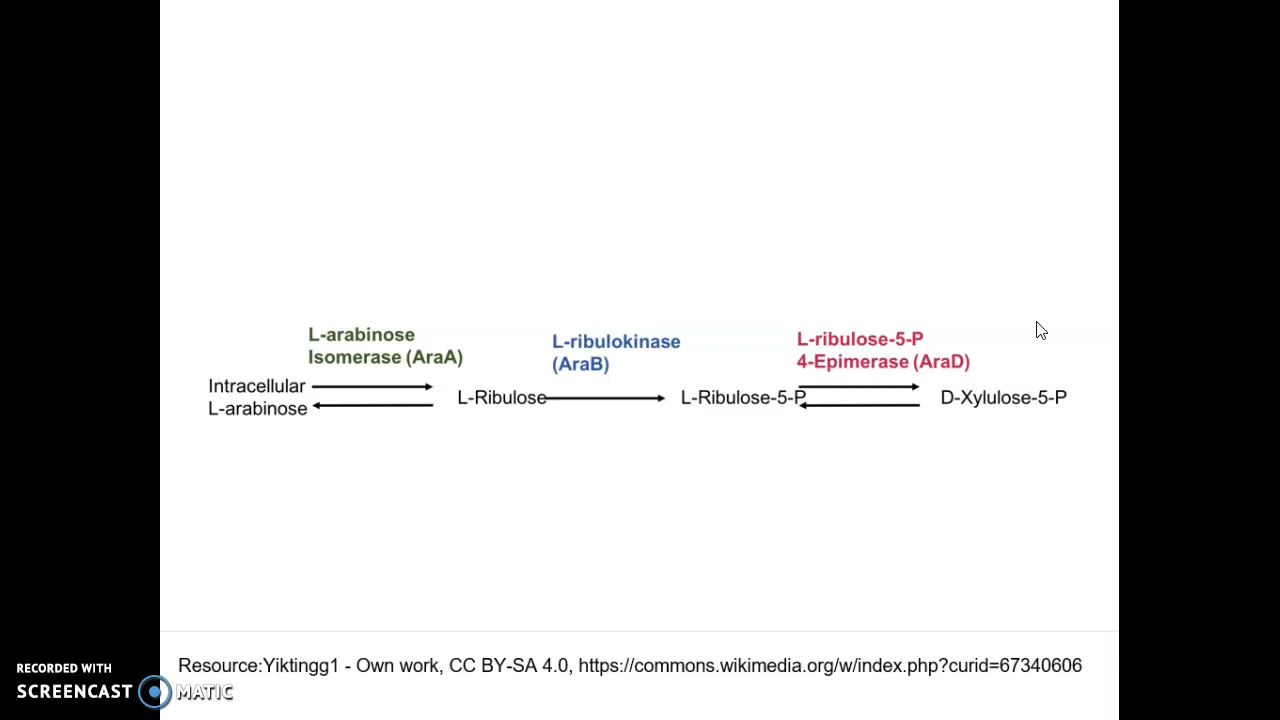 L-arabinose
Isomerase (AraA)
L-ribulokinase
(AraB)
L-ribulose-5-P
4-Epimerase (AraD)
Intracellular
L-arabinose
L-Ribulose
L-Ribulose-5-P
D-Xylulose-5-P
Resource:Yiktingg1 - Own work, CC BY-SA 4.0, https://commons.wikimedia.org/w/index.php?curid=67340606
RECORDED WITH
SCREENCAST MATIC